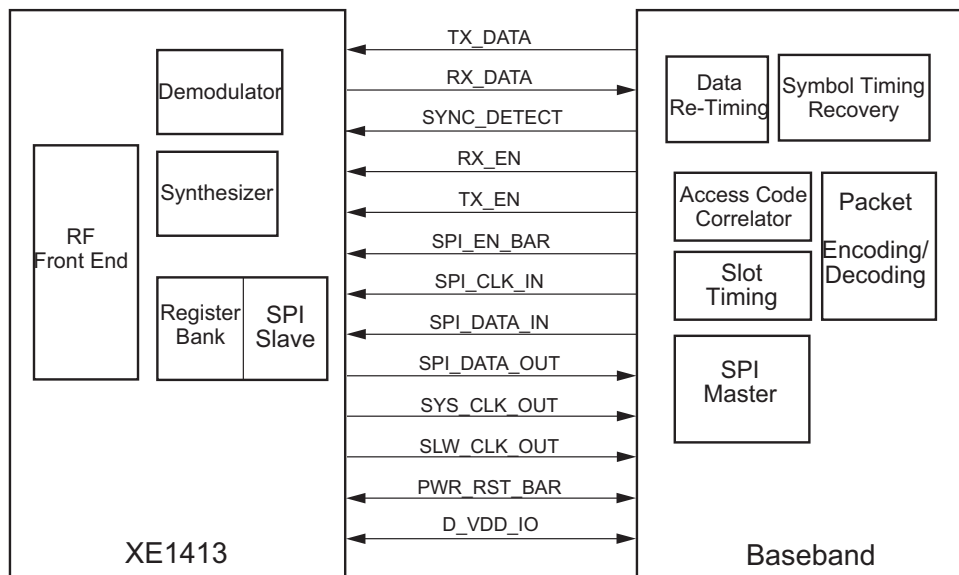 Demodulator
Synthesizer
RF
Front End
Register
Bank
SPI
Slave
XE1413
TX_DATA
RX_DATA
SYNC_DETECT
RX_EN
TX_EN
SPI_EN_BAR
SPI_CLK_IN
SPI_DATA_IN
SPI_DATA_OUT
SYS_CLK_OUT
SLW_CLK_OUT
PWR_RST_BAR
D_VDD_IO
Data
Re-Timing
Symbol Timing
Recovery
Access Code
Correlator
Packet
Encoding/
Decoding
Slot
Timing
SPI
Master
Baseband